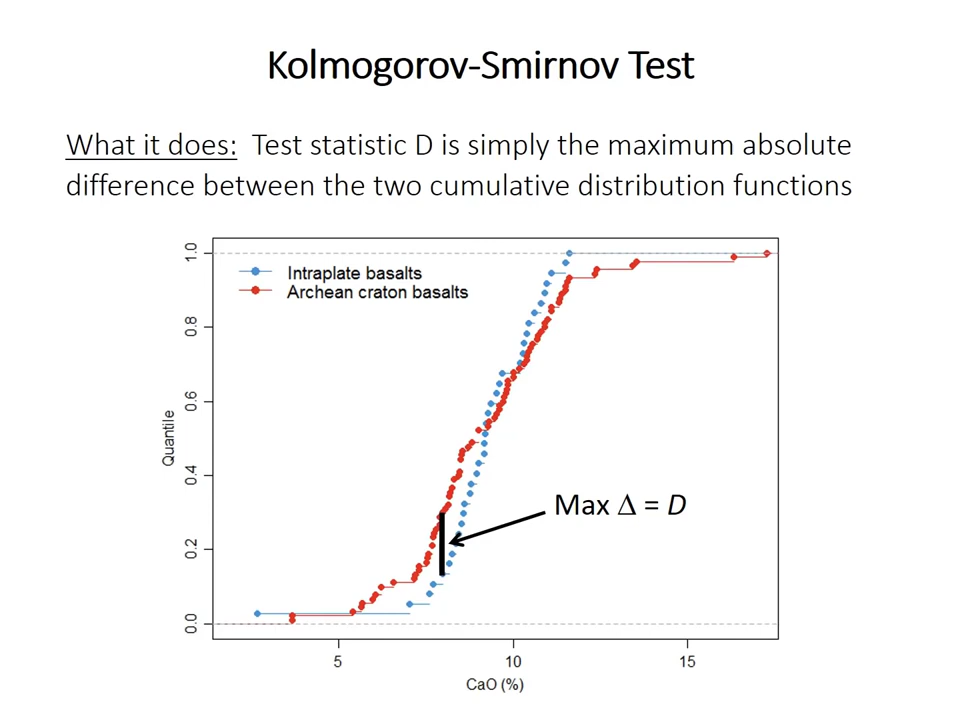 Kolmogorov-Smirnov Test
What it does: Test statistic D is simply the maximum absolute
difference between the two cumulative distribution functions
Intraplate basalts
Archean craton basalts
Max Δ = D
Quantile
1.0
0.8
0.6
0.4
0.2
0.0
5 10 15
CaO (%)